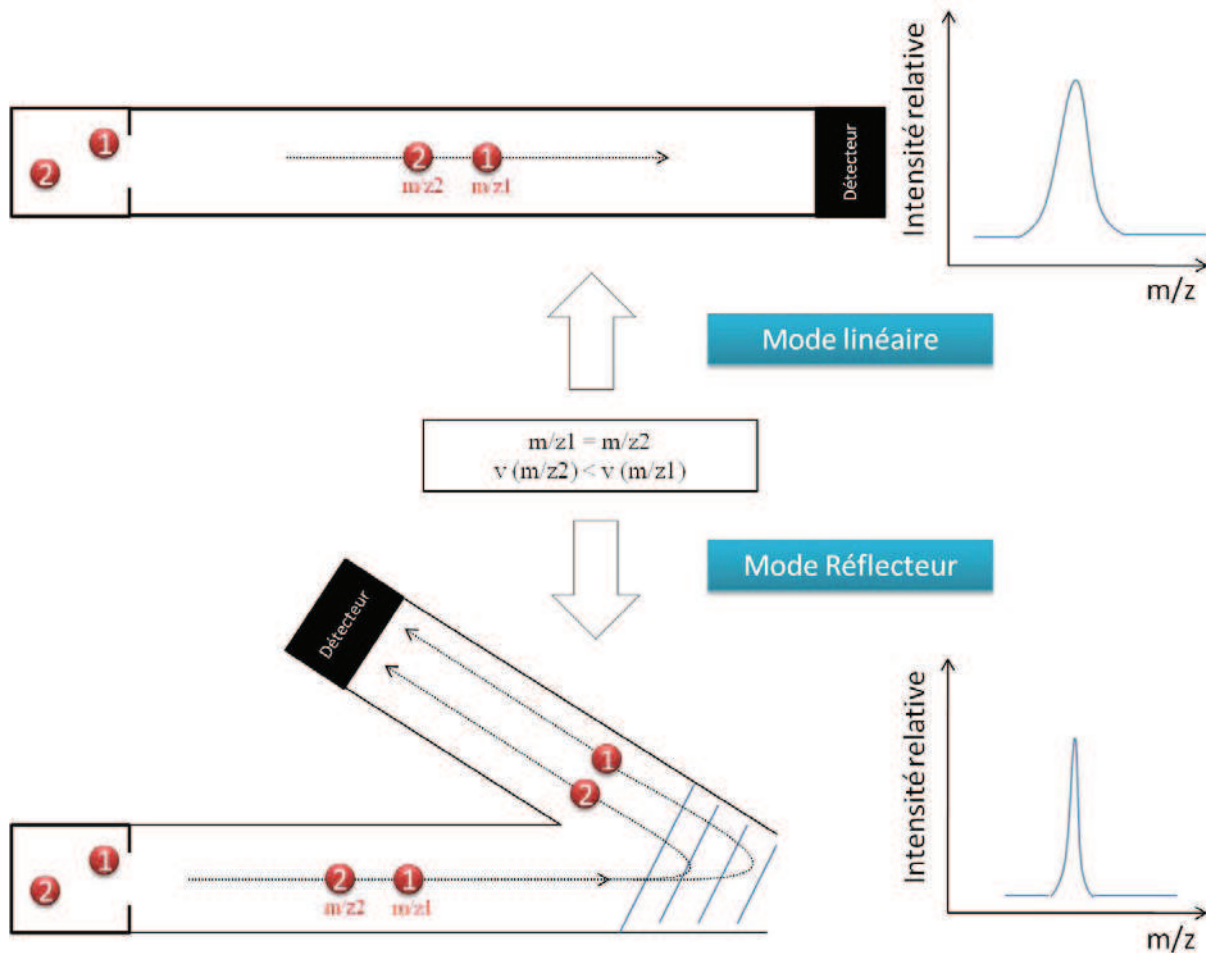 Intensité relative
m/z
1
2
2
1
m/z2
m/z1
Détecteur
Mode linéaire
m/z1 = m/z2
v (m/z2) < v (m/z1)
Mode Réflecteur
Détecteur
1
2
1
2
2
1
m/z2
m/z1
Intensité relative
m/z